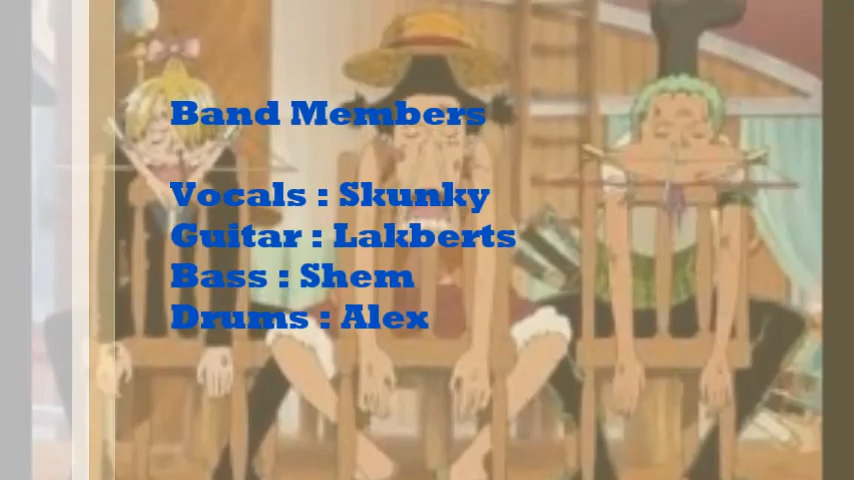 Band Members
Vocals : Skunky
Guitar : Lakberts
Bass : Shem
Drums : Alex